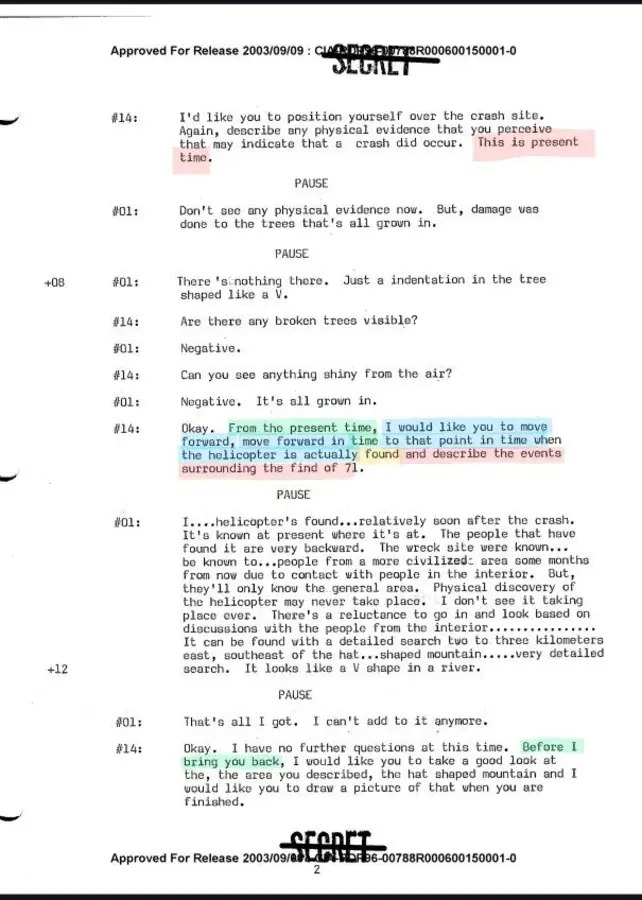 Approved For Release 2003/09/09 : CIA-RDP96-00788R000600150001-0
SECRET
#14: I'd like you to position yourself over the crash site.
Again, describe any physical evidence that you perceive
that may indicate that a crash did occur. This is present
time.
PAUSE
#01: Don't see any physical evidence now. But, damage was
done to the trees that's all grown in.
PAUSE
+08 #01: There 's nothing there. Just a indentation in the tree
shaped like a V.
#14: Are there any broken trees visible?
#01: Negative.
#14: Can you see anything shiny from the air?
#01: Negative. It's all grown in.
#14: Okay. From the present time, I would like you to move
forward, move forward in time to that point in time when
the helicopter is actually found and describe the events
surrounding the find of 71.
PAUSE
#01: I....helicopter's found...relatively soon after the crash.
It's known at present where it's at. The people that have
found it are very backward. The wreck site were known...
be known to...people from a more civilized area some months
from now due to contact with people in the interior. But,
they'll only know the general area. Physical discovery of
the helicopter may never take place. I don't see it taking
place ever. There's a reluctance to go in and look based on
discussions with the people from the interior................
It can be found with a detailed search two to three kilometers
east, southeast of the hat...shaped mountain.....very detailed
+12 search. It looks like a V shape in a river.
PAUSE
#01: That's all I got. I can't add to it anymore.
#14: Okay. I have no further questions at this time. Before I
bring you back, I would like you to take a good look at
the, the area you described, the hat shaped mountain and I
would like you to draw a picture of that when you are
finished.
SECRET
Approved For Release 2003/09/09 : CIA-RDP96-00788R000600150001-0
2